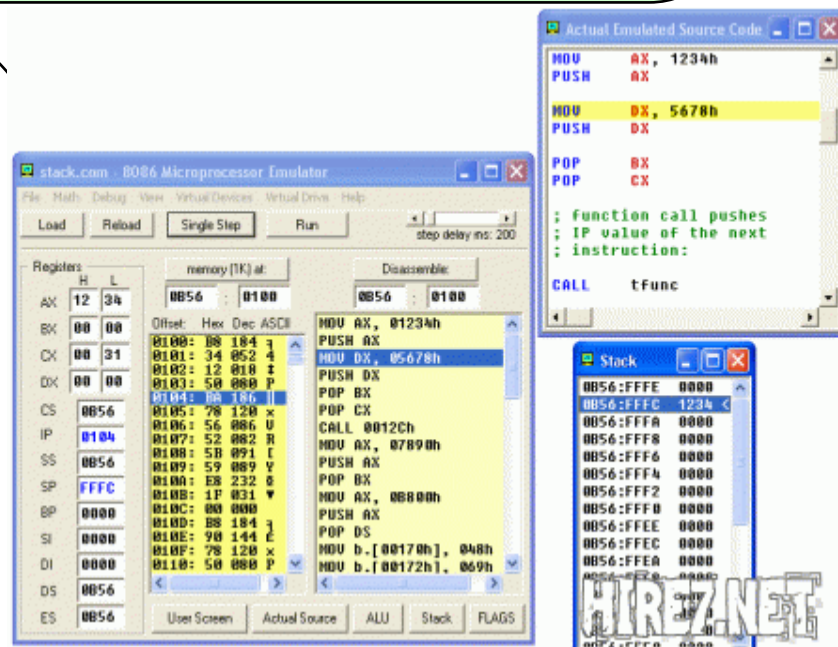 Actual Emulated Source Code
MOV AX, 1234h
PUSH AX
MOV DX, 5678h
PUSH DX
POP BX
POP CX
; function call pushes
; IP value of the next
; instruction:
CALL tfunc
stack.com - 8086 Microprocessor Emulator
File Math Debug View Virtual Devices Virtual Drive Help
Load Reload Single Step Run
step delay ms: 200
Registers
H L
AX 12 34
BX 00 00
CX 00 31
DX 00 00
CS 0B56
IP 0104
SS 0B56
SP FFFC
BP 0000
SI 0000
DI 0000
DS 0B56
ES 0B56
memory (1K) at:
0B56 : 0100
Offset: Hex Dec ASCII
0100: B8 184 ╕
0101: 34 052 4
0102: 12 018 ↕
0103: 50 080 P
0104: BA 186 ║
0105: 78 120 x
0106: 56 086 V
0107: 52 082 R
0108: 5B 091 [
0109: 59 089 Y
010A: E8 232
010B: 1F 031 ▼
010C: 00 000
010D: B8 184 ╕
010E: 90 144 É
010F: 78 120 x
0110: 50 080 P
Disassemble:
0B56 : 0100
MOV AX, 01234h
PUSH AX
MOV DX, 05678h
PUSH DX
POP BX
POP CX
CALL 0012Ch
MOV AX, 07890h
PUSH AX
POP BX
MOV AX, 0B800h
PUSH AX
POP DS
MOV b.[00170h], 048h
MOV b.[00172h], 069h
User Screen Actual Source ALU Stack FLAGS
Stack
0B56:FFFE 0000
0B56:FFFC 1234 <
0B56:FFFA 0000
0B56:FFF8 0000
0B56:FFF6 0000
0B56:FFF4 0000
0B56:FFF2 0000
0B56:FFF0 0000
0B56:FFEE 0000
0B56:FFEC 0000
0B56:FFEA 0000
HIREZ.NET